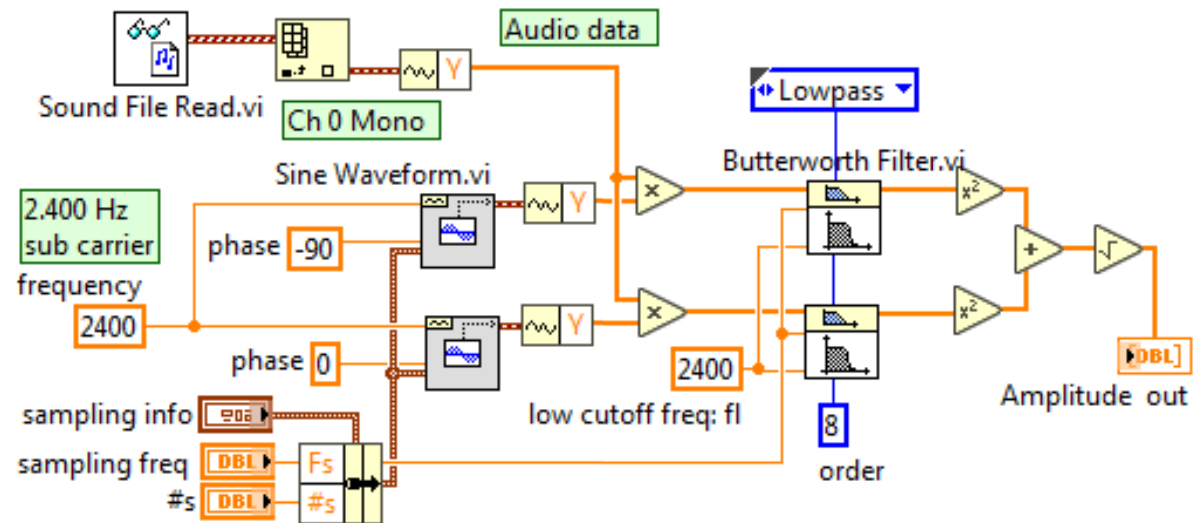 Audio data
Y
Sound File Read.vi
Ch 0 Mono
Lowpass
Butterworth Filter.vi
Sine Waveform.vi
2.400 Hz
sub carrier
phase -90
Y
x
x²
frequency
2400
+
√
Y
x
x²
phase 0
2400
DBL]
low cutoff freq: fl
Amplitude out
sampling info
8
sampling freq DBL Fs
order
#s DBL #s